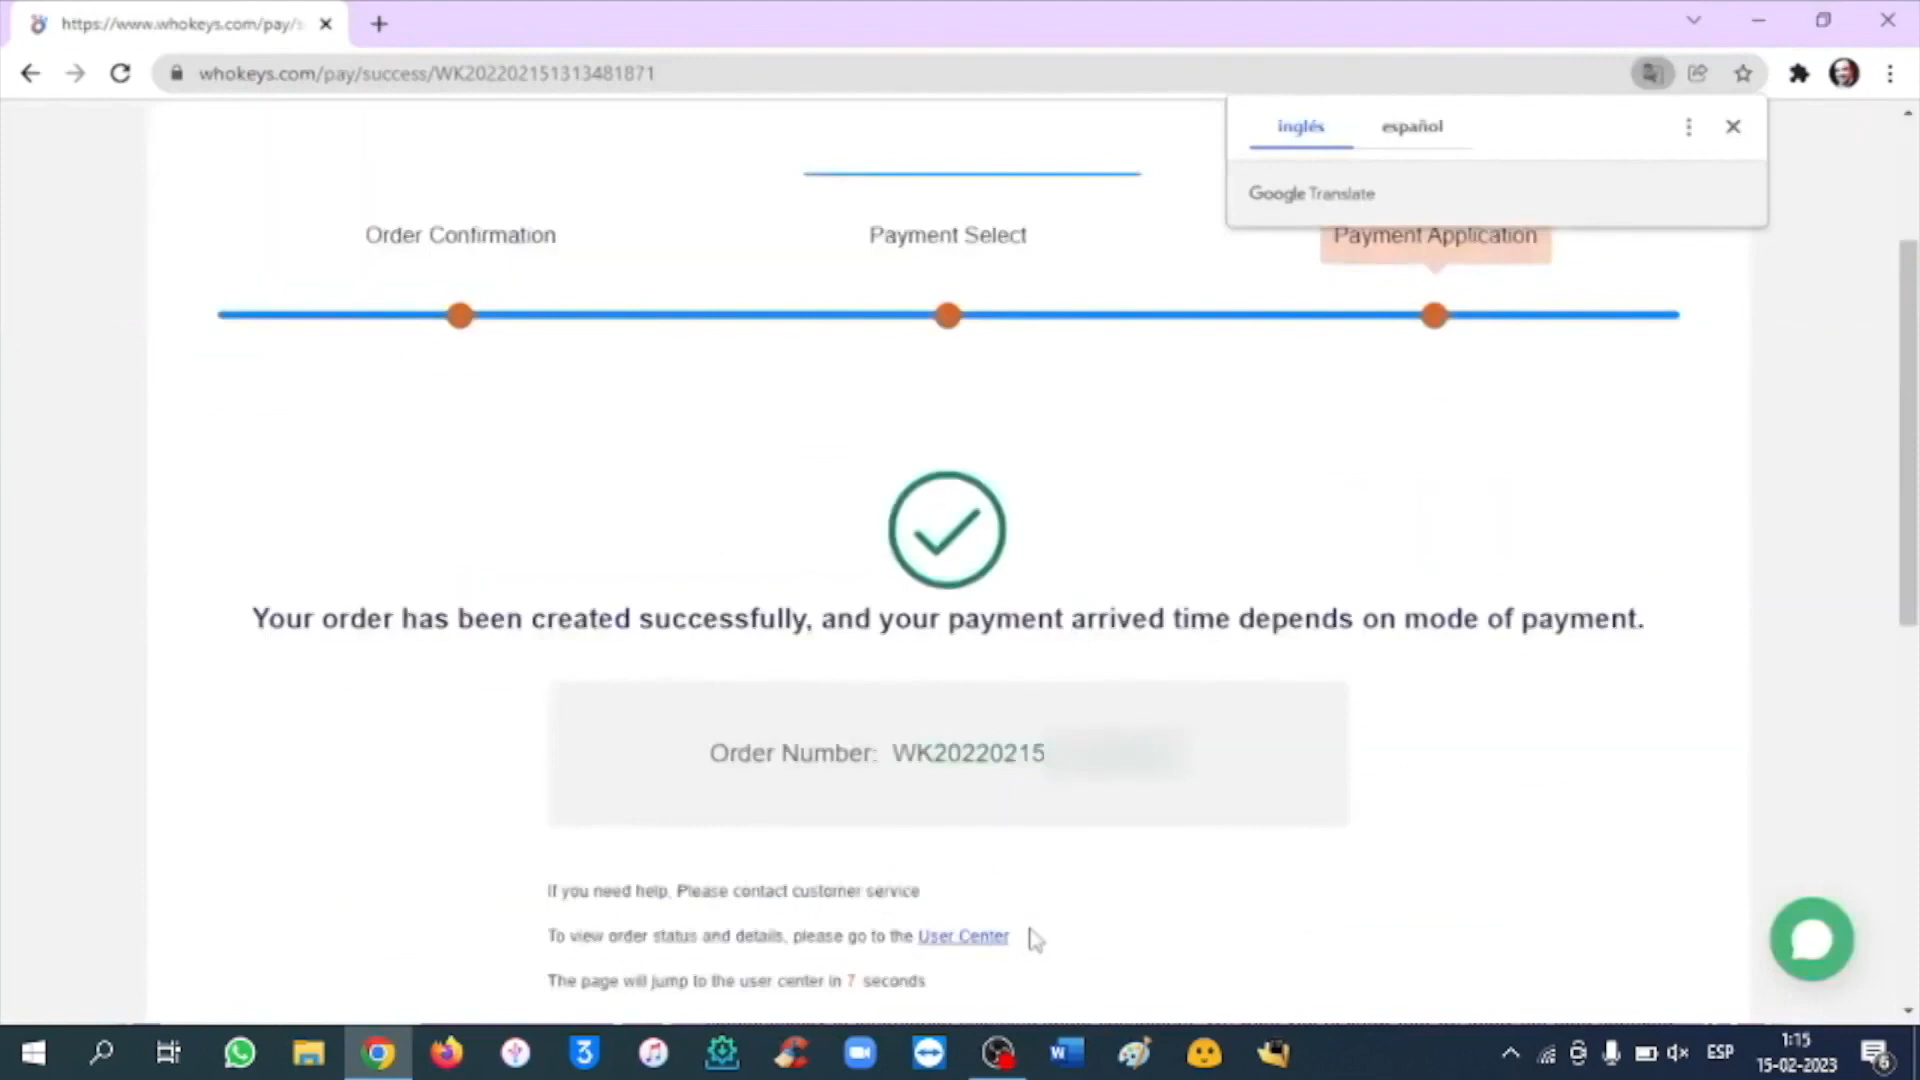 https://www.whokeys.com/pay/s
whokeys.com/pay/success/WK202202151313481871
inglés español
Google Translate
Order Confirmation
Payment Select
Payment Application
Your order has been created successfully, and your payment arrived time depends on mode of payment.
Order Number: WK20220215
If you need help, Please contact customer service
To view order status and details, please go to the User Center
The page will jump to the user center in 7 seconds
3
W
ESP
1:15
15-02-2023
6